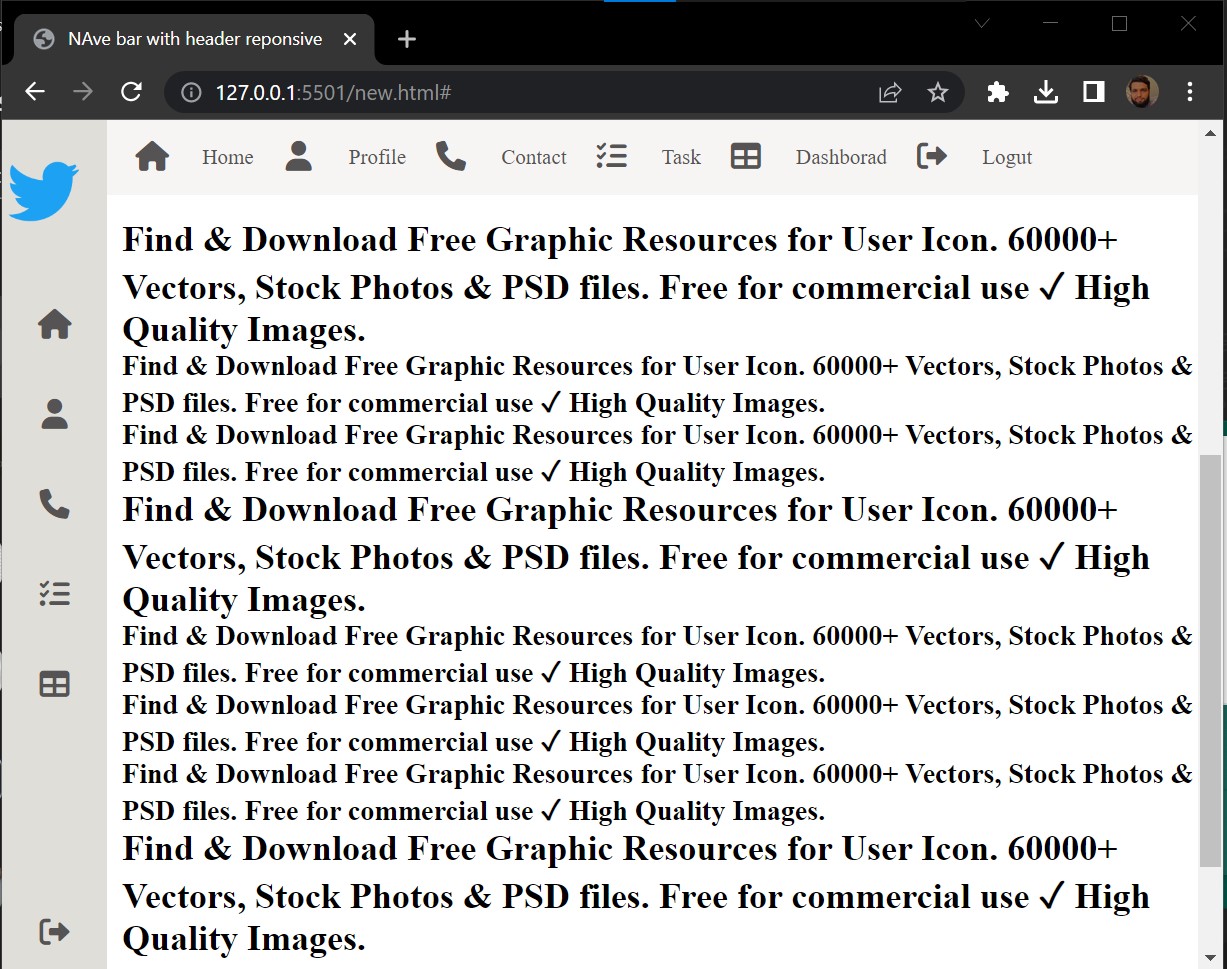 NAve bar with header reponsive
127.0.0.1:5501/new.html#
Home Profile Contact Task Dashborad Logut
Find & Download Free Graphic Resources for User Icon. 60000+
Vectors, Stock Photos & PSD files. Free for commercial use ✓ High
Quality Images.
Find & Download Free Graphic Resources for User Icon. 60000+ Vectors, Stock Photos &
PSD files. Free for commercial use ✓ High Quality Images.
Find & Download Free Graphic Resources for User Icon. 60000+ Vectors, Stock Photos &
PSD files. Free for commercial use ✓ High Quality Images.
Find & Download Free Graphic Resources for User Icon. 60000+
Vectors, Stock Photos & PSD files. Free for commercial use ✓ High
Quality Images.
Find & Download Free Graphic Resources for User Icon. 60000+ Vectors, Stock Photos &
PSD files. Free for commercial use ✓ High Quality Images.
Find & Download Free Graphic Resources for User Icon. 60000+ Vectors, Stock Photos &
PSD files. Free for commercial use ✓ High Quality Images.
Find & Download Free Graphic Resources for User Icon. 60000+ Vectors, Stock Photos &
PSD files. Free for commercial use ✓ High Quality Images.
Find & Download Free Graphic Resources for User Icon. 60000+
Vectors, Stock Photos & PSD files. Free for commercial use ✓ High
Quality Images.